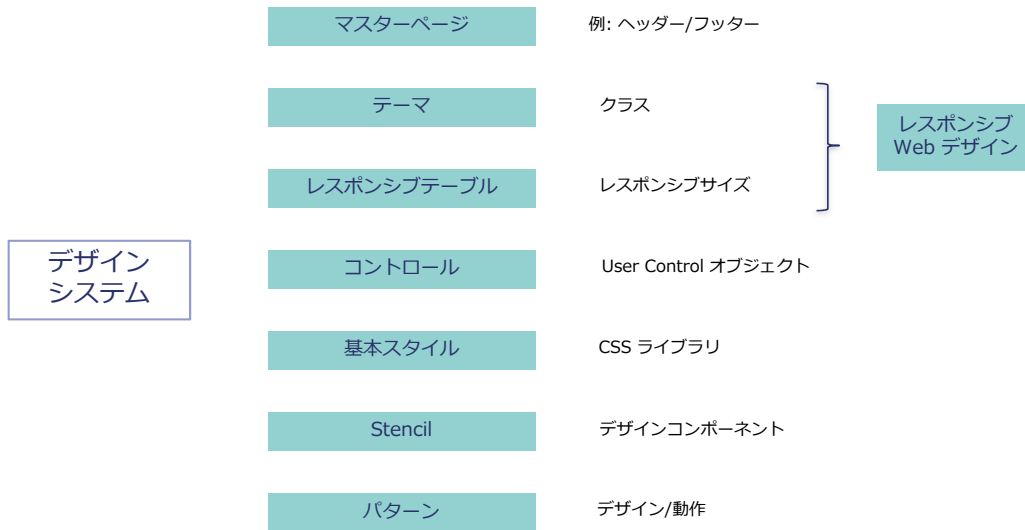 マスターページ
例: ヘッダー/フッター
テーマ
クラス
レスポンシブ
Web デザイン
レスポンシブテーブル
レスポンシブサイズ
デザイン
システム
コントロール
User Control オブジェクト
基本スタイル
CSS ライブラリ
Stencil
デザインコンポーネント
パターン
デザイン/動作